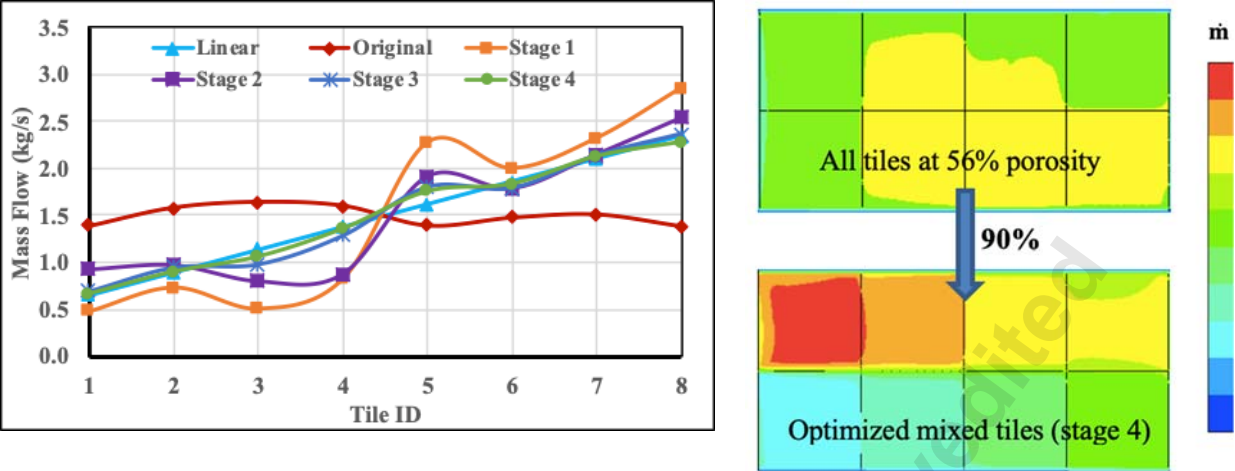 3.5
3.0
2.5
2.0
1.5
1.0
0.5
0.0
Mass Flow (kg/s)
Linear Original Stage 1
Stage 2 Stage 3 Stage 4
1 2 3 4 5 6 7 8
Tile ID
All tiles at 56% porosity
90%
Optimized mixed tiles (stage 4)
ṁ
edited